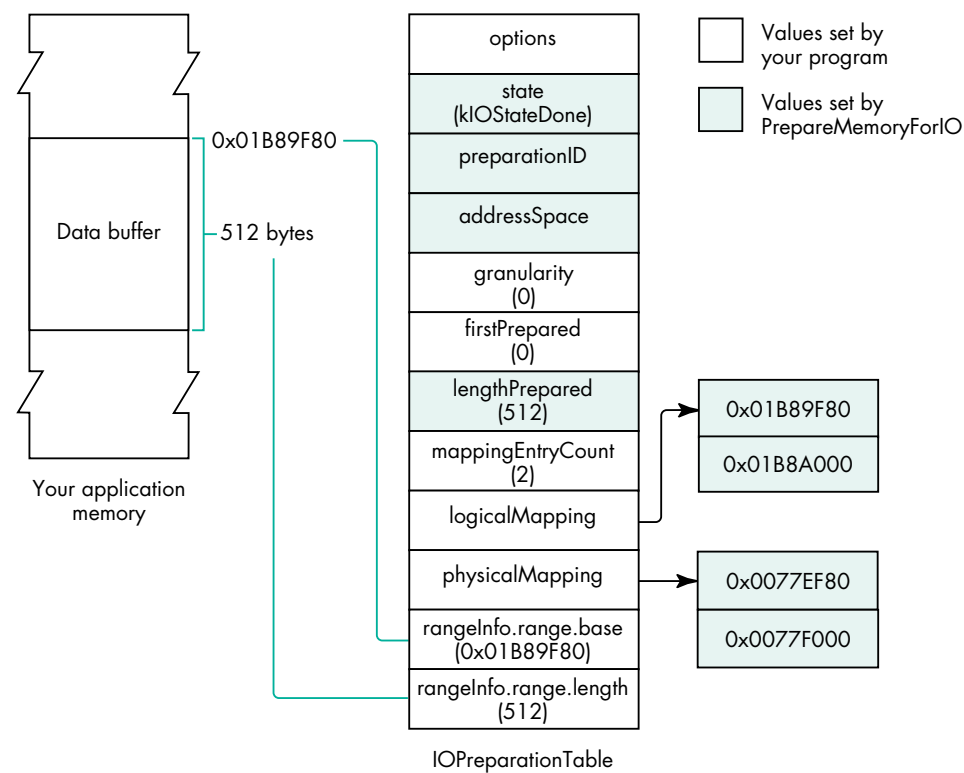 options
Values set by
your program
state
(kIOStateDone)
Values set by
PrepareMemoryForIO
0x01B89F80
preparationID
Data buffer
512 bytes
addressSpace
granularity
(0)
firstPrepared
(0)
lengthPrepared
(512)
0x01B89F80
mappingEntryCount
(2)
0x01B8A000
Your application
memory
logicalMapping
physicalMapping
0x0077EF80
rangeInfo.range.base
(0x01B89F80)
0x0077F000
rangeInfo.range.length
(512)
IOPreparationTable